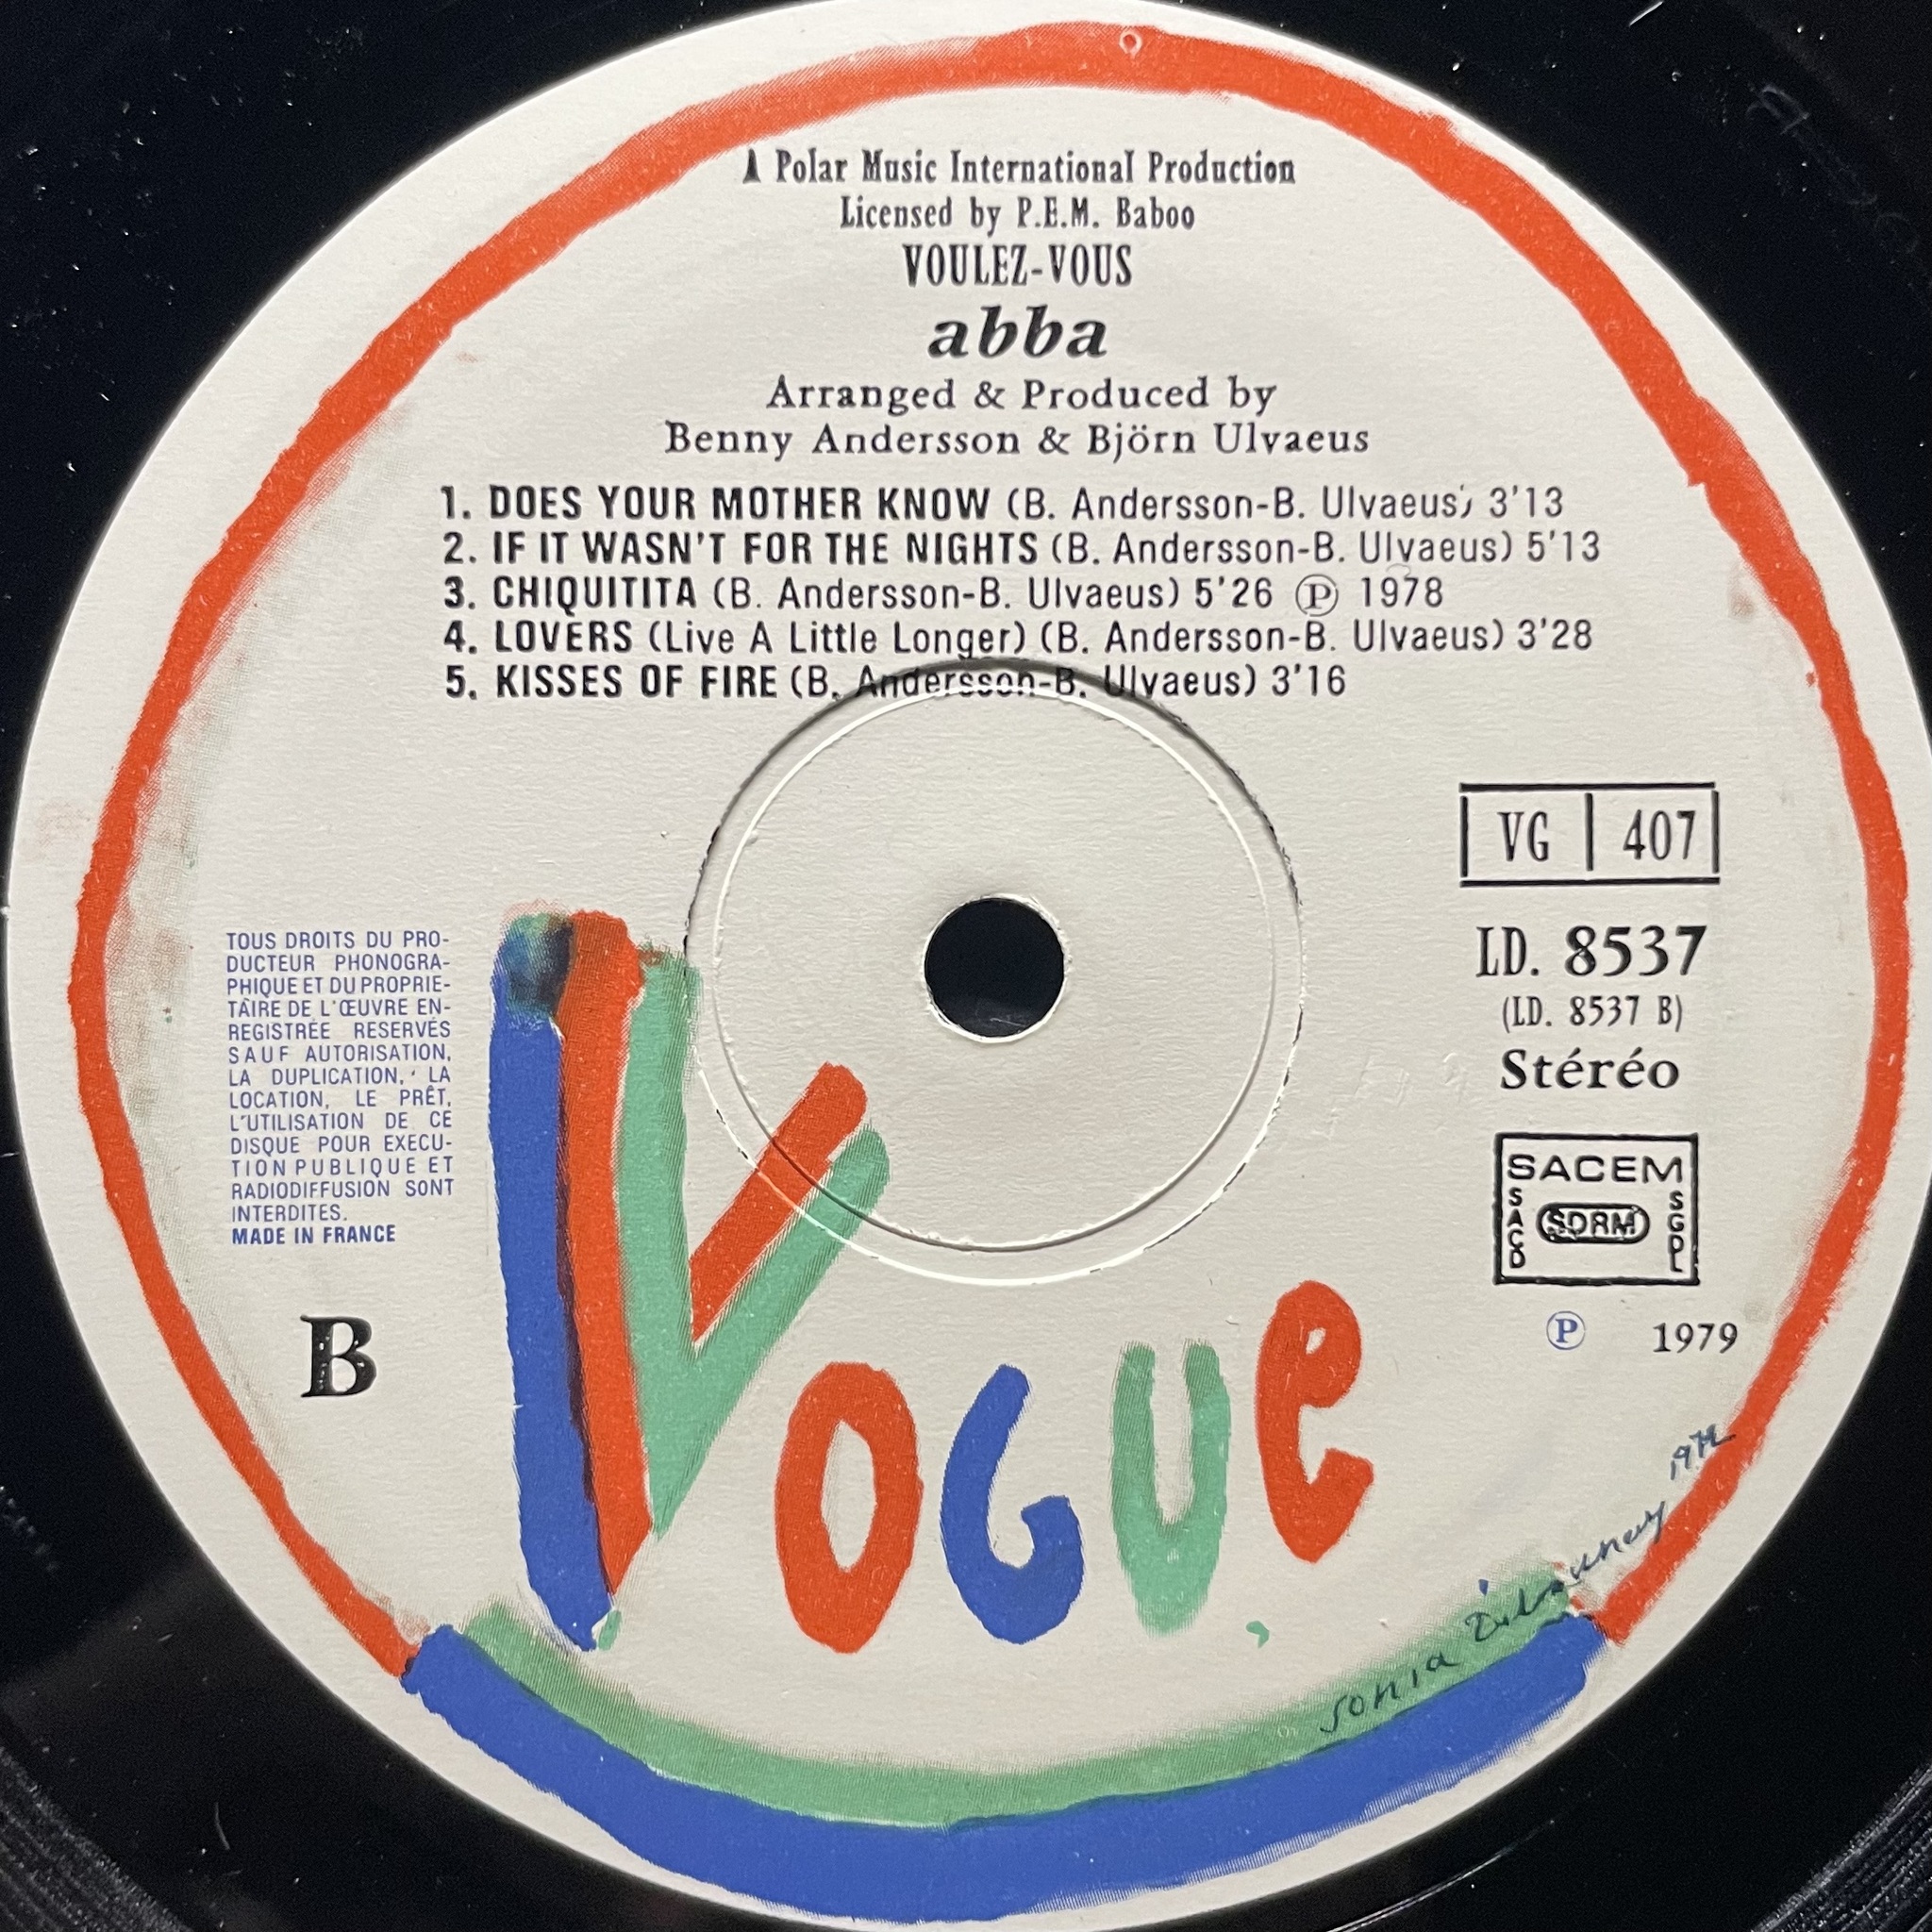 A Polar Music International Production
Licensed by P.E.M. Baboo
VOULEZ-VOUS
abba
Arranged & Produced by
Benny Andersson & Björn Ulvaeus
1. DOES YOUR MOTHER KNOW (B. Andersson-B. Ulvaeus) 3'13
2. IF IT WASN'T FOR THE NIGHTS (B. Andersson-B. Ulvaeus) 5'13
3. CHIQUITITA (B. Andersson-B. Ulvaeus) 5'26 ℗ 1978
4. LOVERS (Live A Little Longer) (B. Andersson-B. Ulvaeus) 3'28
5. KISSES OF FIRE (B. Andersson-B. Ulvaeus) 3'16
VG | 407
LD. 8537
(LD. 8537 B)
Stéréo
SACEM
SACD
SDRM
SGDL
℗ 1979
TOUS DROITS DU PRO-
DUCTEUR PHONOGRA-
PHIQUE ET DU PROPRIE-
TAIRE DE L'ŒUVRE EN-
REGISTRÉE RESERVÉS
SAUF AUTORISATION,
LA DUPLICATION, LA
LOCATION, LE PRÊT,
L'UTILISATION DE CE
DISQUE POUR EXECU-
TION PUBLIQUE ET
RADIODIFFUSION SONT
INTERDITES.
MADE IN FRANCE
B
VOGUE
sonia Delaunay